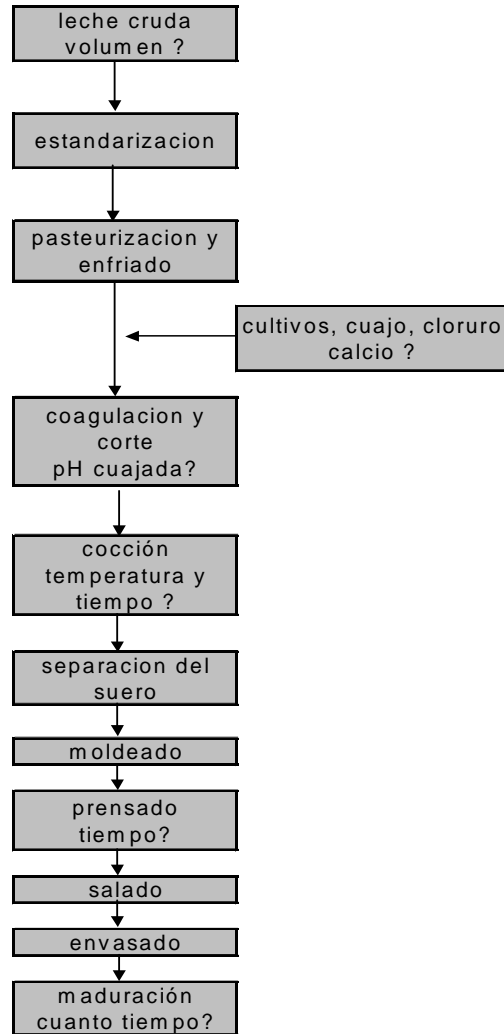 leche cruda
volumen ?
estandarizacion
pasteurizacion y
enfriado
cultivos, cuajo, cloruro
calcio ?
coagulacion y
corte
pH cuajada?
cocción
temperatura y
tiempo ?
separacion del
suero
moldeado
prensado
tiempo?
salado
envasado
maduración
cuanto tiempo?